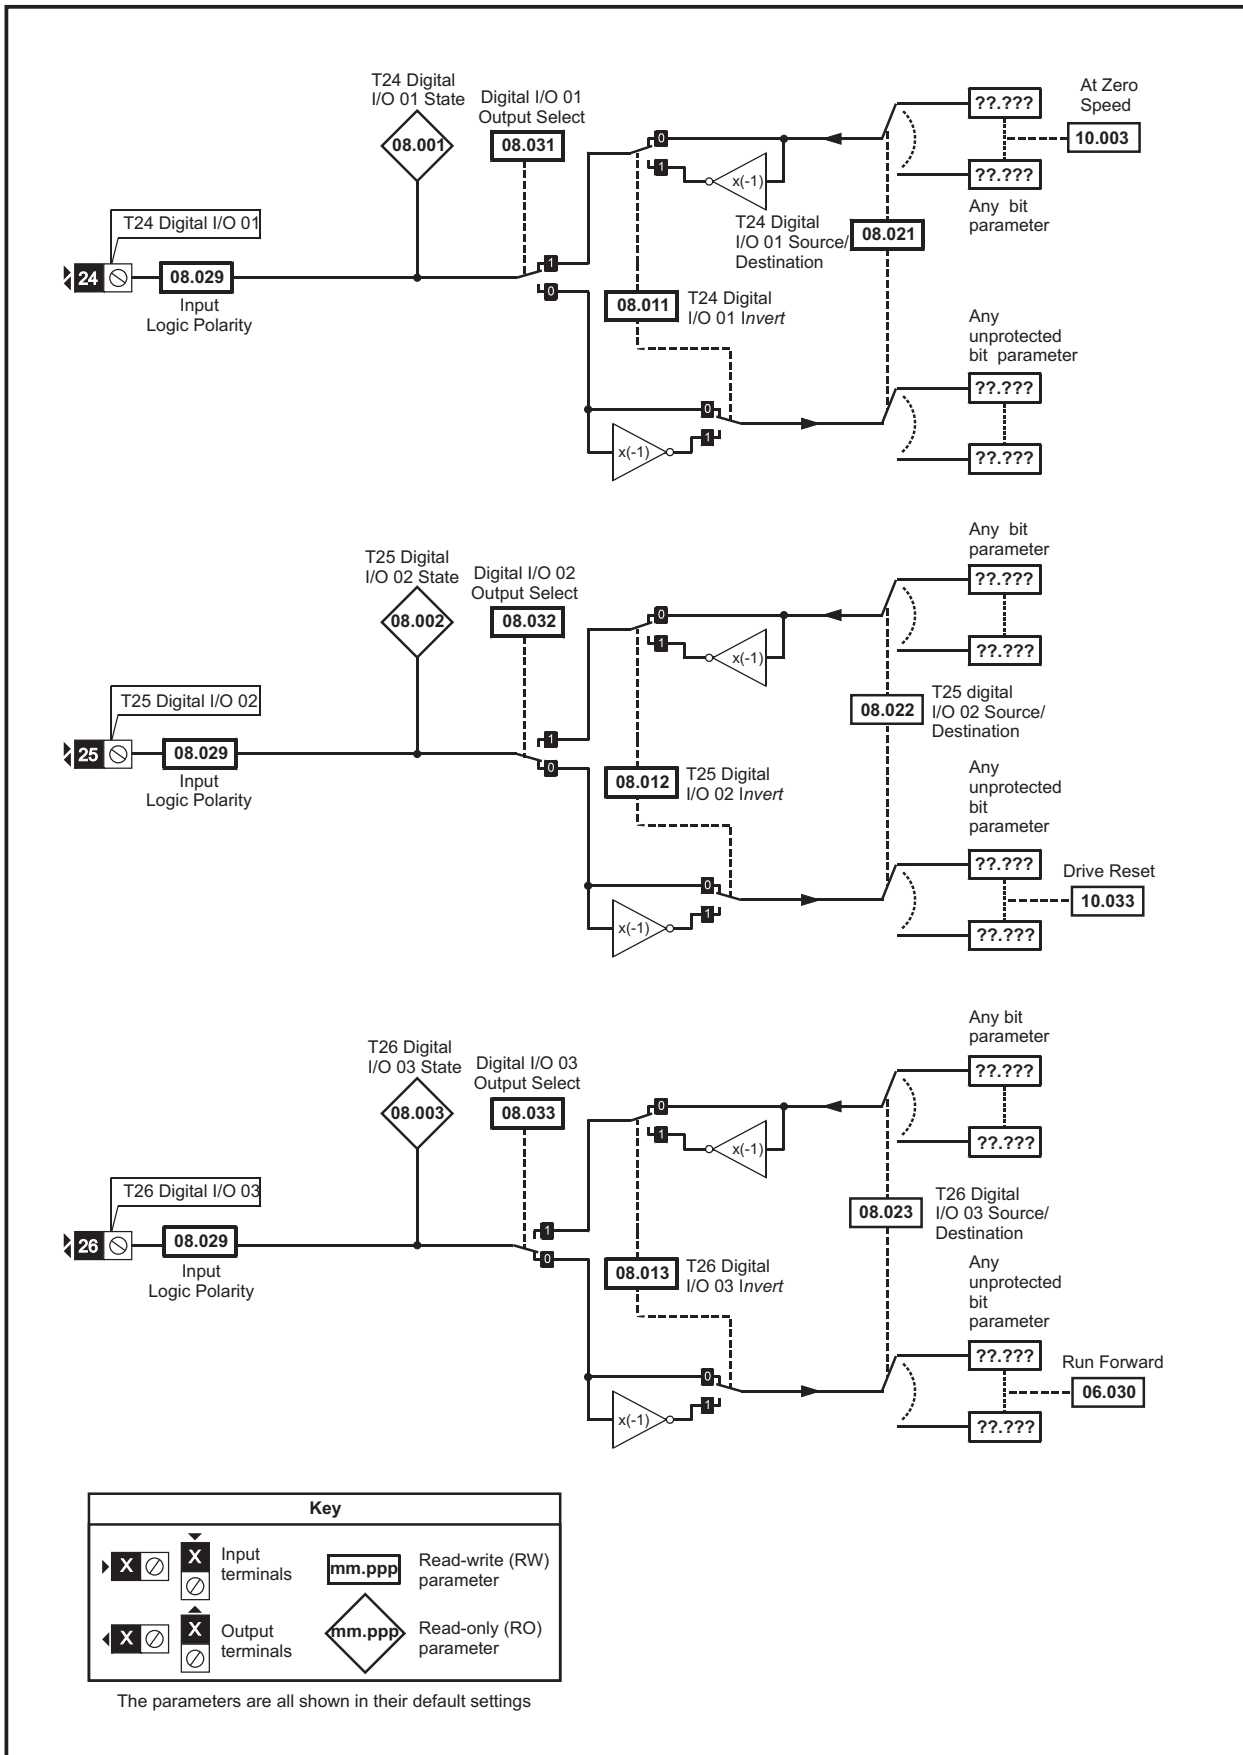 T24 Digital
I/O 01 State
08.001
Digital I/O 01
Output Select
08.031
0
1
x(-1)
??.???
??.???
At Zero
Speed
10.003
Any bit
parameter
T24 Digital I/O 01
24
08.029
Input
Logic Polarity
1
0
T24 Digital
I/O 01 Source/
Destination
08.021
08.011
T24 Digital
I/O 01 Invert
Any
unprotected
bit parameter
??.???
??.???
0
1
x(-1)
T25 Digital
I/O 02 State
08.002
Digital I/O 02
Output Select
08.032
0
1
x(-1)
Any bit
parameter
??.???
??.???
T25 Digital I/O 02
25
08.029
Input
Logic Polarity
1
0
08.022
T25 digital
I/O 02 Source/
Destination
08.012
T25 Digital
I/O 02 Invert
Any
unprotected
bit
parameter
??.???
??.???
Drive Reset
10.033
0
1
x(-1)
T26 Digital
I/O 03 State
08.003
Digital I/O 03
Output Select
08.033
0
1
x(-1)
Any bit
parameter
??.???
??.???
T26 Digital I/O 03
26
08.029
Input
Logic Polarity
1
0
08.023
T26 Digital
I/O 03 Source/
Destination
08.013
T26 Digital
I/O 03 Invert
Any
unprotected
bit
parameter
??.???
??.???
Run Forward
06.030
0
1
x(-1)
Key
X
X
Input
terminals
mm.ppp
Read-write (RW)
parameter
X
X
Output
terminals
mm.ppp
Read-only (RO)
parameter
The parameters are all shown in their default settings